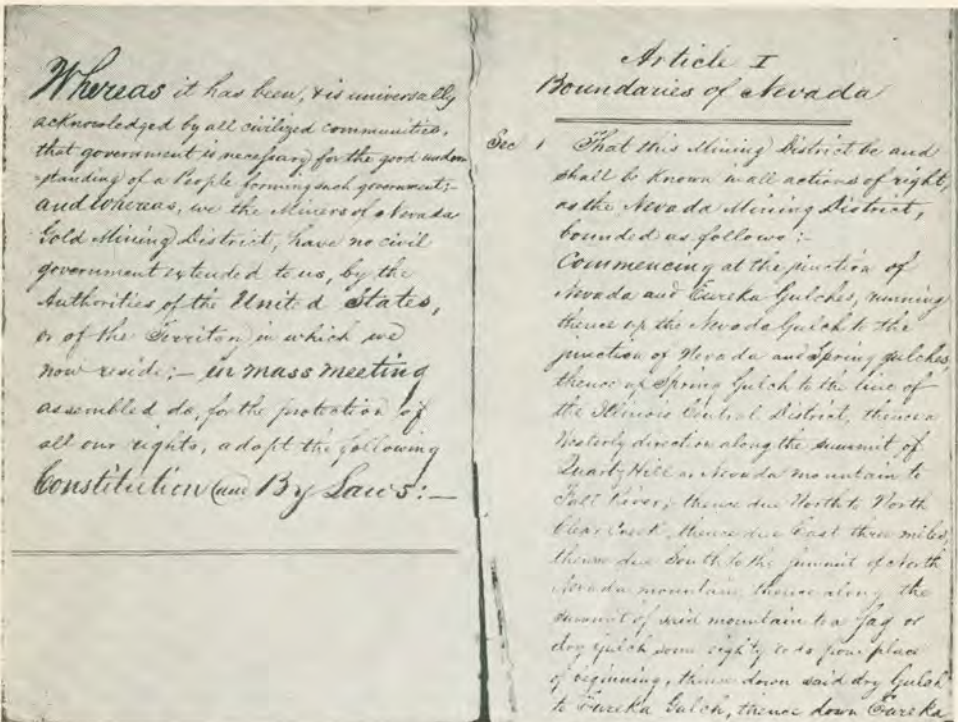 Whereas it has been, & is universally
acknowledged by all civilized communities,
that government is necessary for the good under
-standing of a People forming such government;-
and Whereas, we the Miners of Nevada
Gold Mining District, have no civil
government extended to us, by the
Authorities of the United States,
or of the Territory in which we
now reside; — in mass meeting
assembled do, for the protection of
all our rights, adopt the following
Constitution and By Laws: —
Article I
Boundaries of Nevada
Sec 1 That this Mining District be and
shall be known in all actions of right,
as the Nevada Mining District,
bounded as follows:-
Commencing at the junction of
Nevada and Eureka Gulches, running
thence up the Nevada Gulch to the
junction of Nevada and Spring gulches,
thence up Spring Gulch to the line of
the Illinois Central District, thence a
Westerly direction along the summit of
Quartz Hill or Nevada mountain to
Fall River; thence due North to North
Clear Creek, thence due East three miles,
thence due South to the summit of North
Nevada mountain, thence along the
summit of said mountain to a Jag or
dry gulch some eighty rods from place
of beginning, thence down said dry Gulch
to Eureka Gulch, thence down Eureka